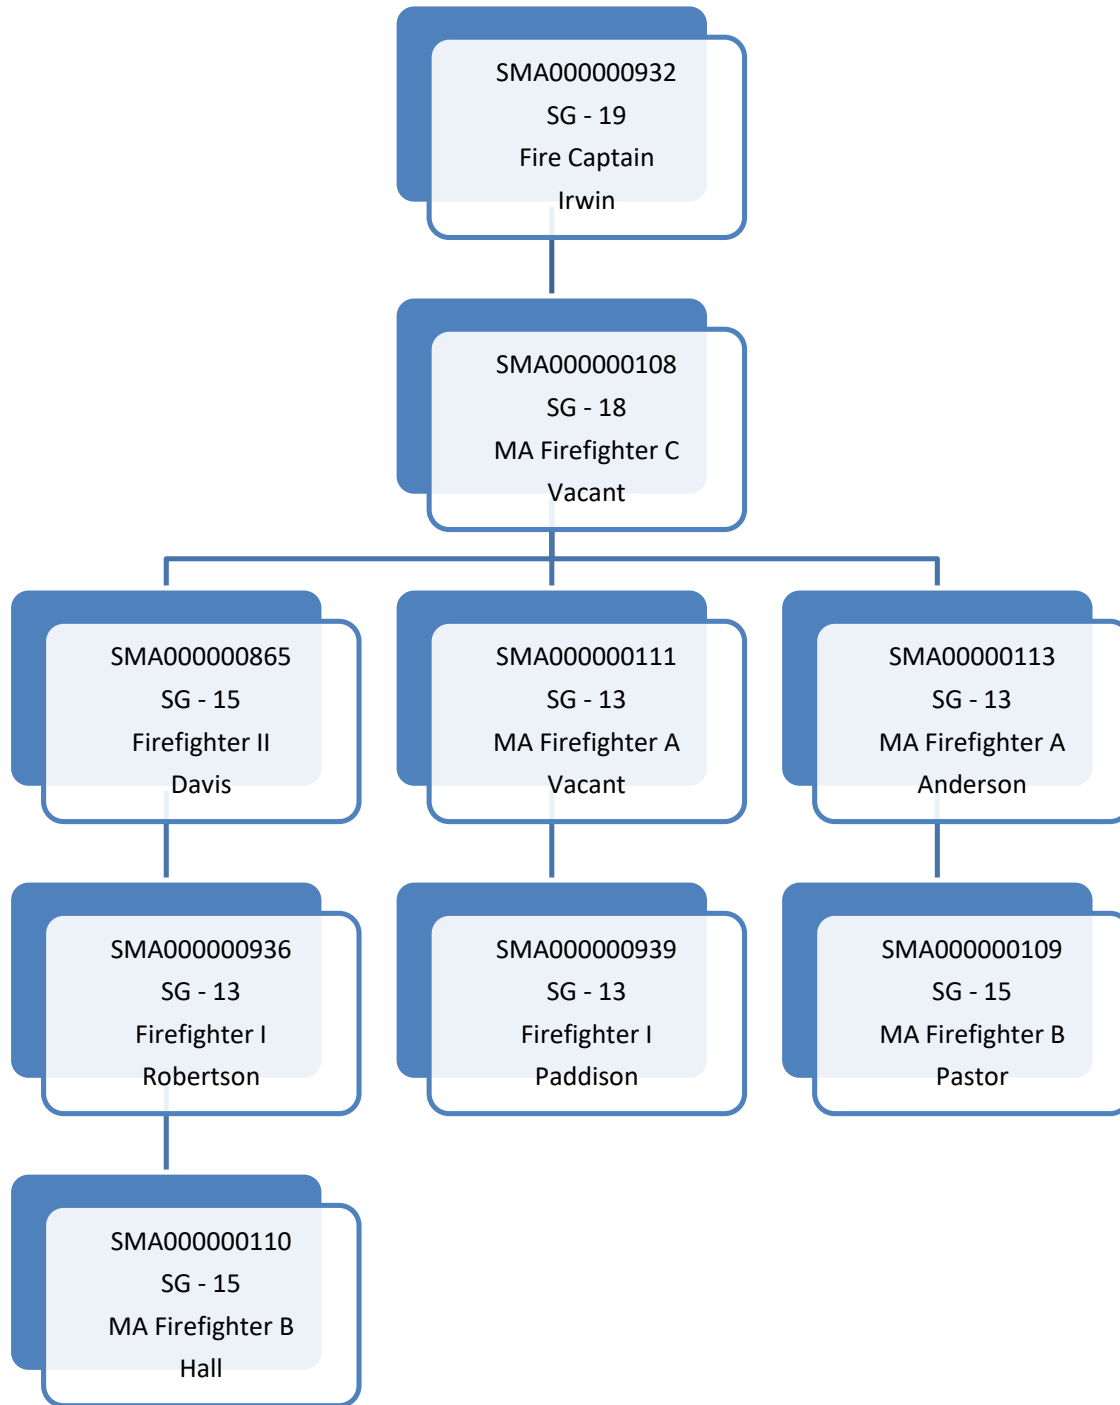 SMA000000932
SG - 19
Fire Captain
Irwin
SMA000000108
SG - 18
MA Firefighter C
Vacant
SMA000000865
SG - 15
Firefighter II
Davis
SMA000000111
SG - 13
MA Firefighter A
Vacant
SMA00000113
SG - 13
MA Firefighter A
Anderson
SMA000000936
SG - 13
Firefighter I
Robertson
SMA000000939
SG - 13
Firefighter I
Paddison
SMA000000109
SG - 15
MA Firefighter B
Pastor
SMA000000110
SG - 15
MA Firefighter B
Hall